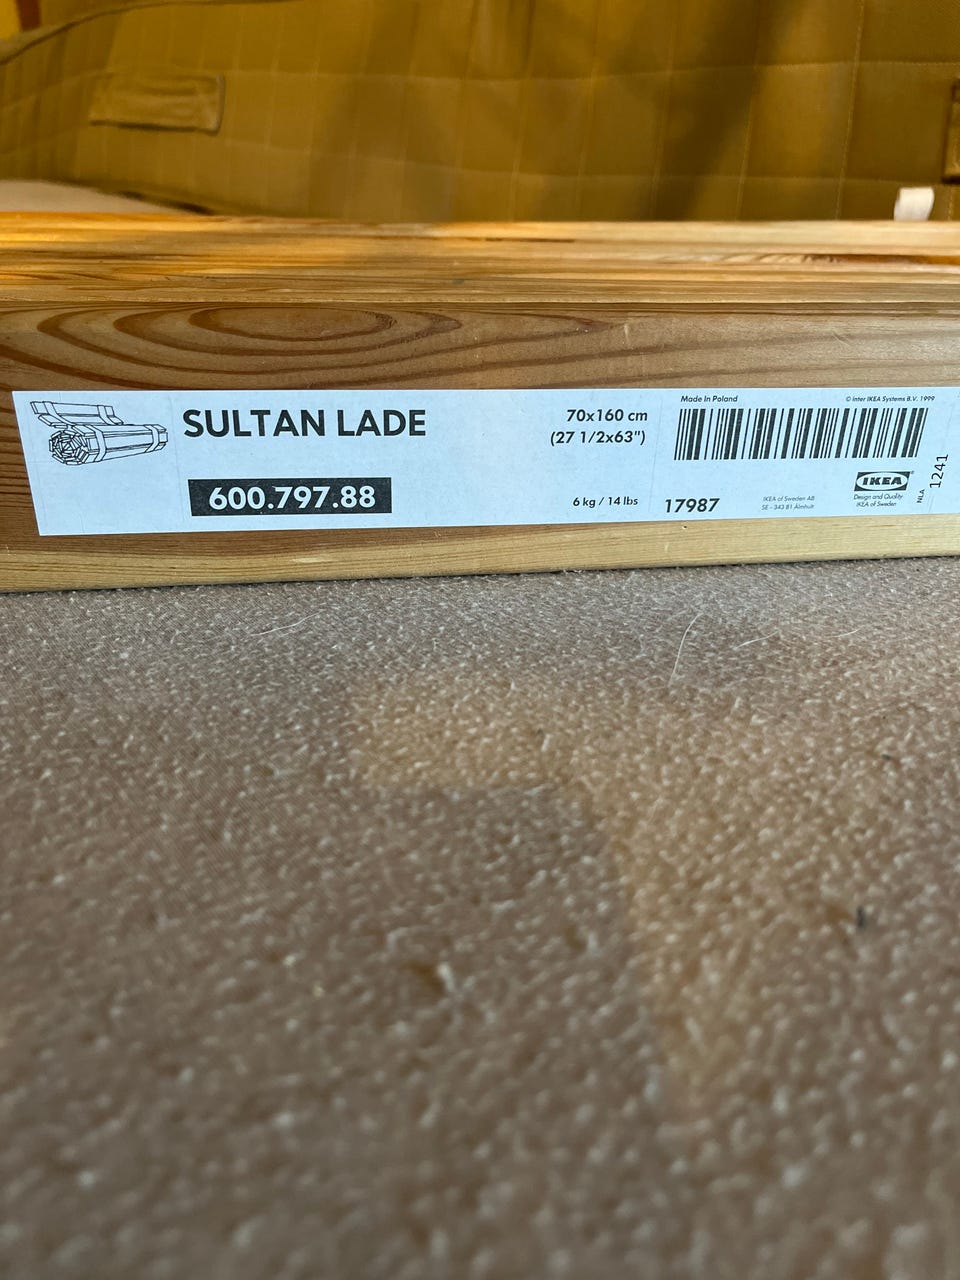 SULTAN LADE
600.797.88
70x160 cm
(27 1/2x63")
6 kg / 14 lbs
Made In Poland
© Inter IKEA Systems B.V. 1999
17987
IKEA of Sweden AB
SE - 343 81 Älmhult
IKEA
Design and Quality
IKEA of Sweden
NLA 1241